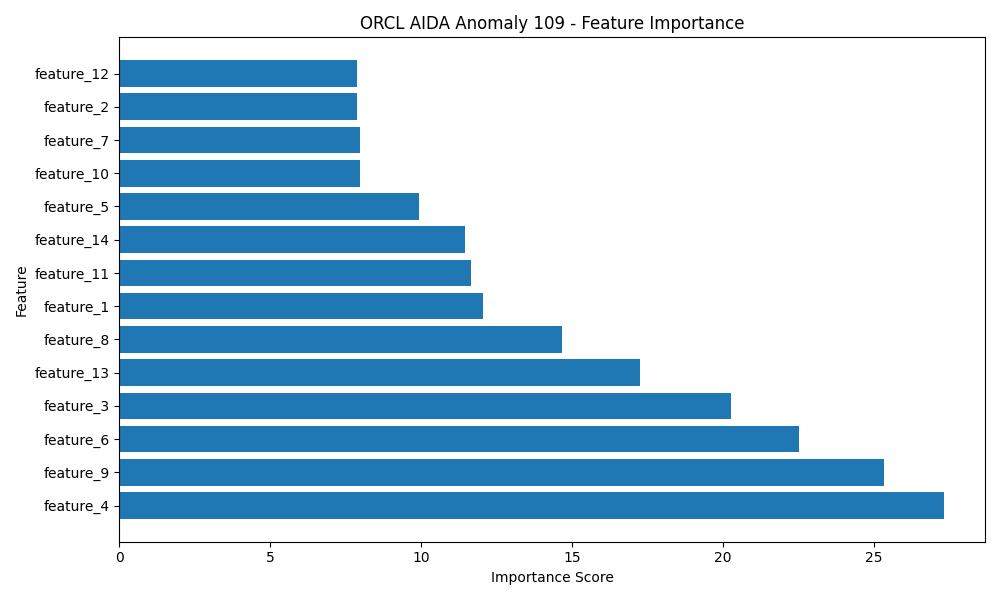 ORCL AIDA Anomaly 109 - Feature Importance
feature_12
feature_2
feature_7
feature_10
feature_5
feature_14
feature_11
feature_1
feature_8
feature_13
feature_3
feature_6
feature_9
feature_4
Feature
0 5 10 15 20 25
Importance Score